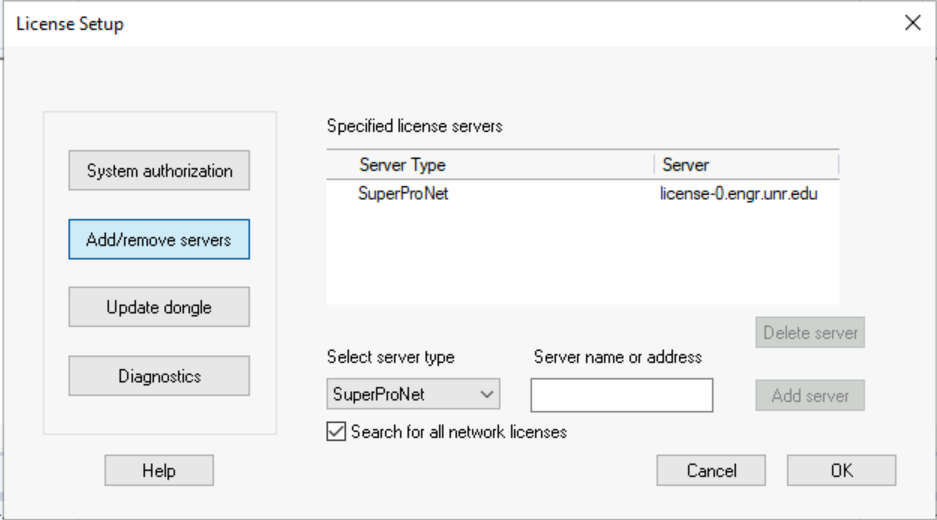 License Setup
System authorization
Add/remove servers
Update dongle
Diagnostics
Help
Specified license servers
Server Type Server
SuperProNet license-0.engr.unr.edu
Delete server
Select server type Server name or address
SuperProNet
Add server
Search for all network licenses
Cancel OK